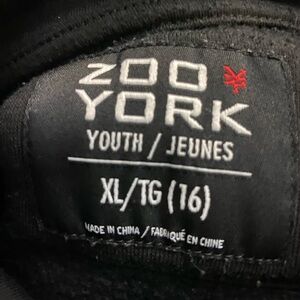 ZOO
YORK
YOUTH / JEUNES
XL/TG (16)
MADE IN CHINA / FABRIQUÉ EN CHINE